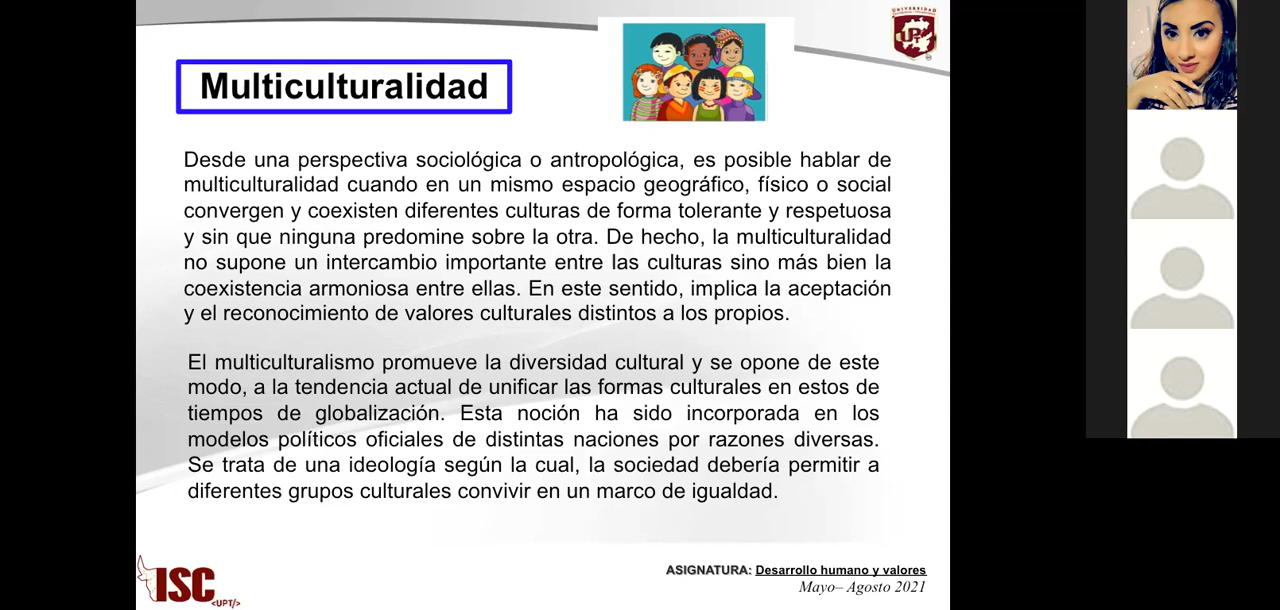 Multiculturalidad
UPT
Desde una perspectiva sociológica o antropológica, es posible hablar de
multiculturalidad cuando en un mismo espacio geográfico, físico o social
convergen y coexisten diferentes culturas de forma tolerante y respetuosa
y sin que ninguna predomine sobre la otra. De hecho, la multiculturalidad
no supone un intercambio importante entre las culturas sino más bien la
coexistencia armoniosa entre ellas. En este sentido, implica la aceptación
y el reconocimiento de valores culturales distintos a los propios.
El multiculturalismo promueve la diversidad cultural y se opone de este
modo, a la tendencia actual de unificar las formas culturales en estos de
tiempos de globalización. Esta noción ha sido incorporada en los
modelos políticos oficiales de distintas naciones por razones diversas.
Se trata de una ideología según la cual, la sociedad debería permitir a
diferentes grupos culturales convivir en un marco de igualdad.
ISC
<UPT/>
ASIGNATURA: Desarrollo humano y valores
Mayo– Agosto 2021